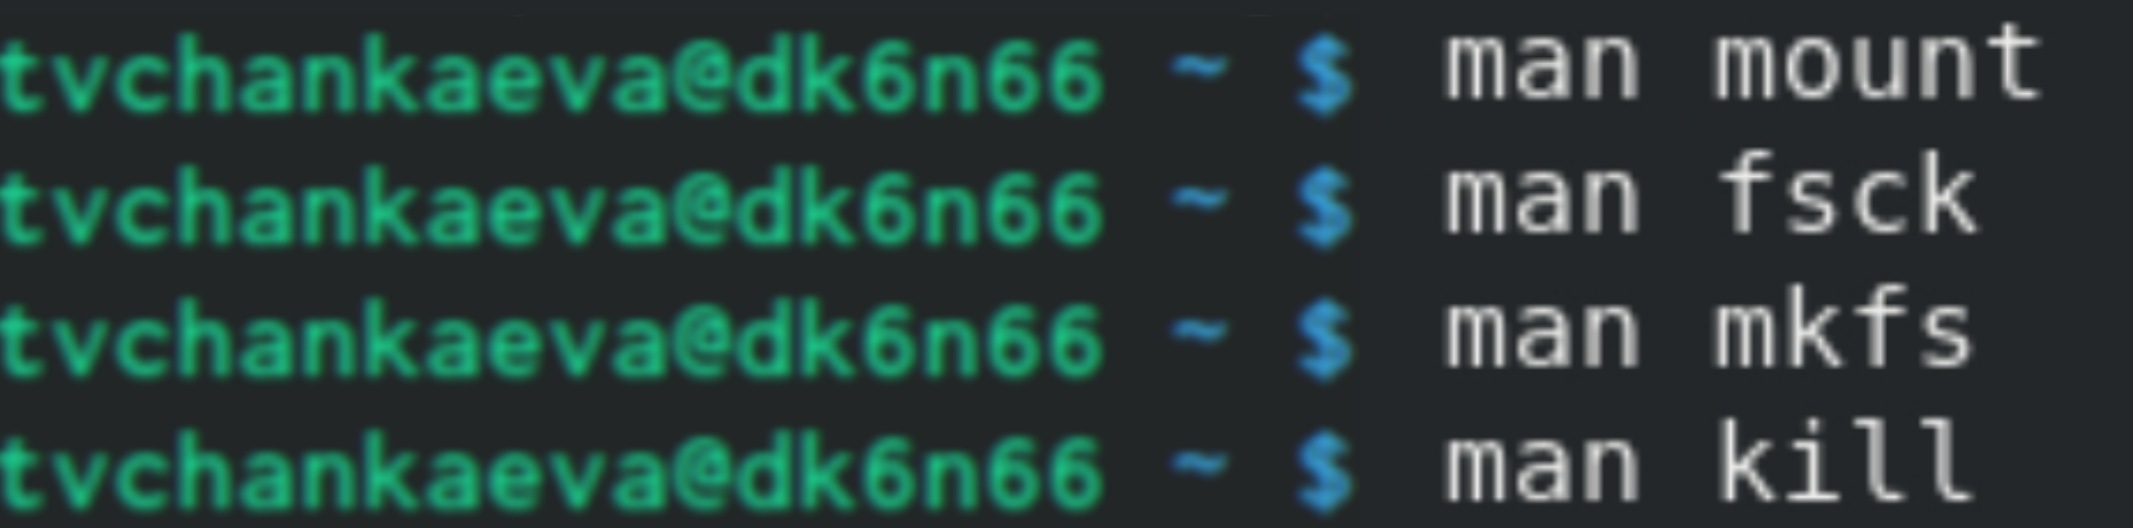 tvchankaeva@dk6n66 ~ $ man mount
tvchankaeva@dk6n66 ~ $ man fsck
tvchankaeva@dk6n66 ~ $ man mkfs
tvchankaeva@dk6n66 ~ $ man kill